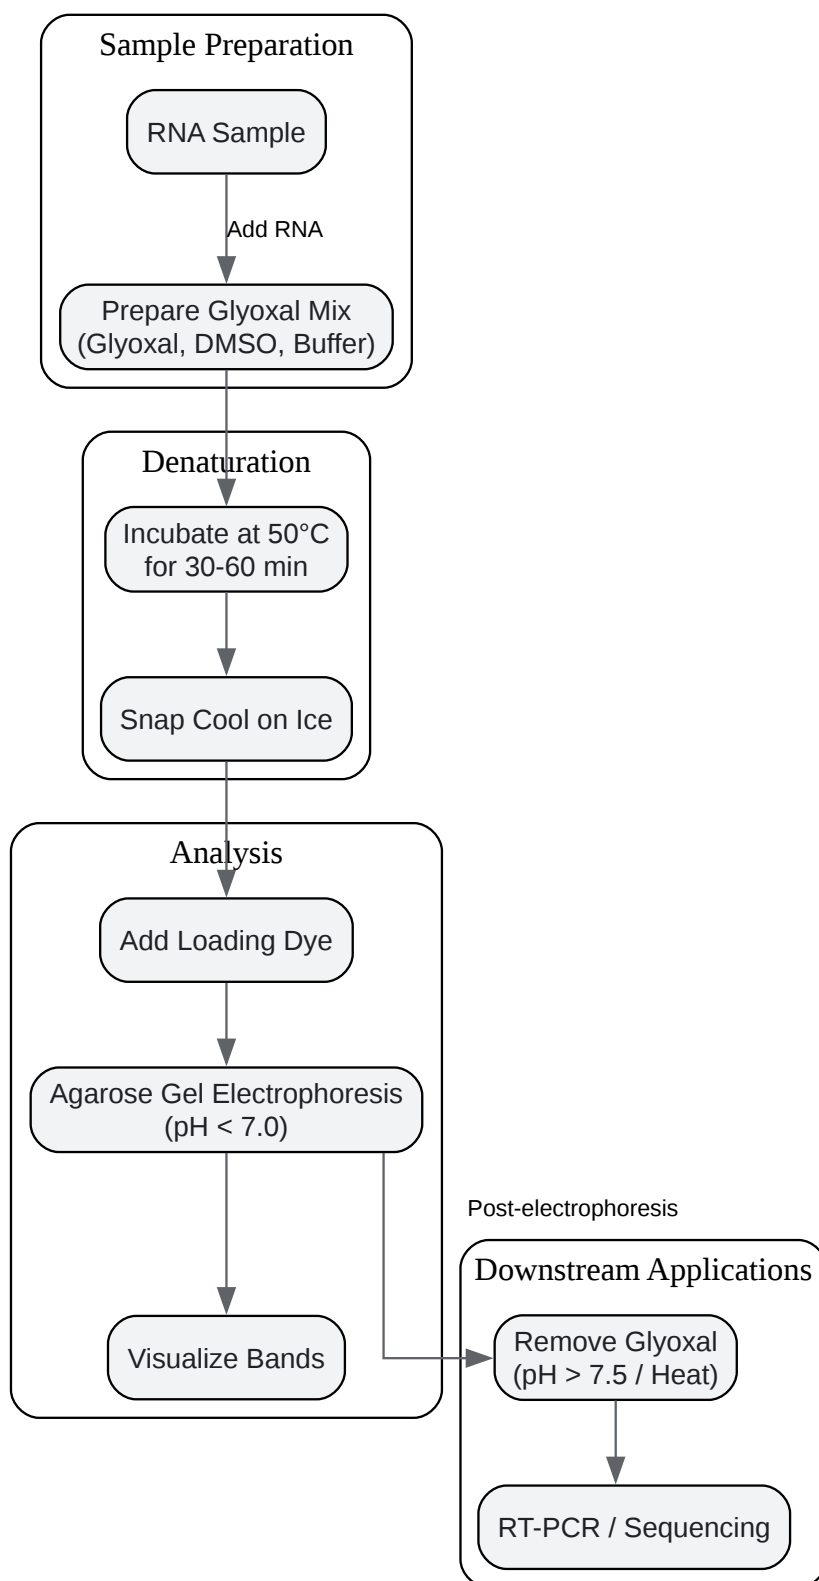 Sample Preparation
RNA Sample
Add RNA
Prepare Glyoxal Mix
(Glyoxal, DMSO, Buffer)
Denaturation
Incubate at 50°C
for 30-60 min
Snap Cool on Ice
Analysis
Add Loading Dye
Agarose Gel Electrophoresis
(pH < 7.0)
Post-electrophoresis
Downstream Applications
Remove Glyoxal
(pH > 7.5 / Heat)
Visualize Bands
RT-PCR / Sequencing